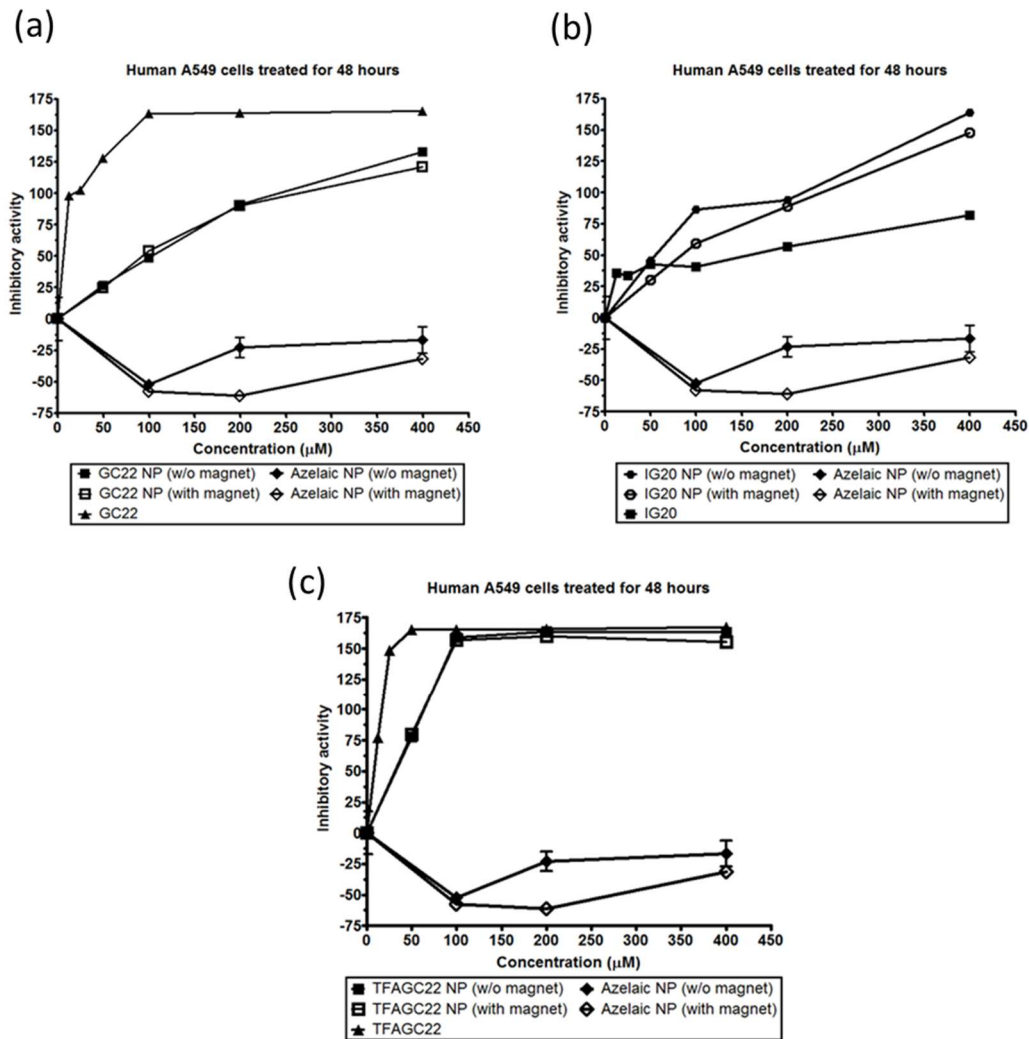 (a)
Human A549 cells treated for 48 hours
175
150
125
100
75
50
25
0
-25
-50
-75
Inhibitory activity
0 50 100 150 200 250 300 350 400 450
Concentration (μM)
GC22 NP (w/o magnet) Azelaic NP (w/o magnet)
GC22 NP (with magnet) Azelaic NP (with magnet)
GC22
(b)
Human A549 cells treated for 48 hours
175
150
125
100
75
50
25
0
-25
-50
-75
Inhibitory activity
0 50 100 150 200 250 300 350 400 450
Concentration (μM)
IG20 NP (w/o magnet) Azelaic NP (w/o magnet)
IG20 NP (with magnet) Azelaic NP (with magnet)
IG20
(c)
Human A549 cells treated for 48 hours
175
150
125
100
75
50
25
0
-25
-50
-75
Inhibitory activity
0 50 100 150 200 250 300 350 400 450
Concentration (μM)
TFAGC22 NP (w/o magnet) Azelaic NP (w/o magnet)
TFAGC22 NP (with magnet) Azelaic NP (with magnet)
TFAGC22